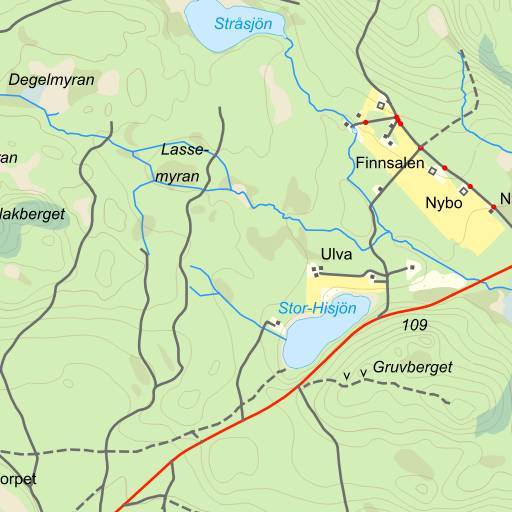 Stråsjön
Degelmyran
Lasse-
myran
Finnsalen
Nybo
N
Ulva
Stor-Hisjön
109
Gruvberget